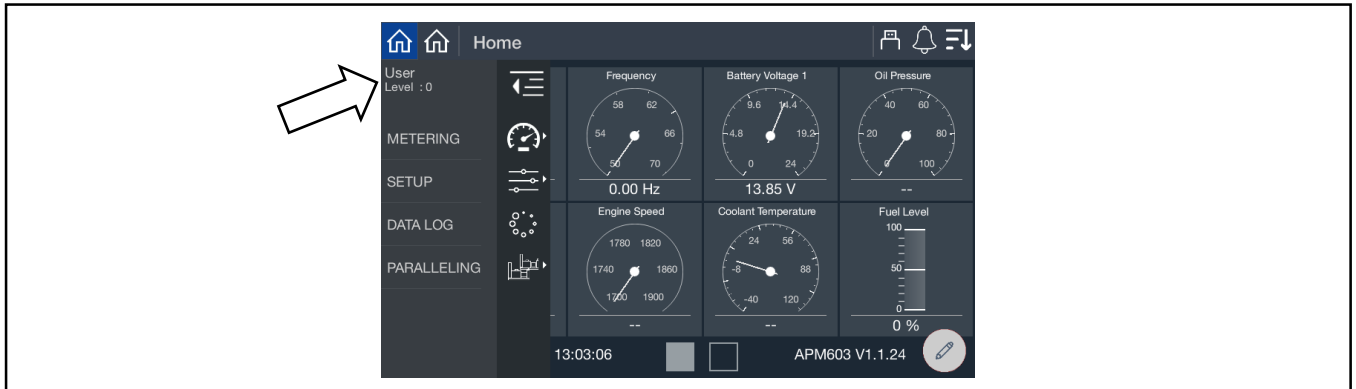 Home
User
Level : 0
METERING
SETUP
DATA LOG
PARALLELING
Frequency
58 62
54 66
50 70
0.00 Hz
Battery Voltage 1
9.6 14.4
4.8 19.2
0 24
13.85 V
Oil Pressure
40 60
20 80
0 100
--
Engine Speed
1780 1820
1740 1860
1700 1900
--
Coolant Temperature
24 56
-8 88
-40 120
--
Fuel Level
100
50
0
0 %
13:03:06
APM603 V1.1.24